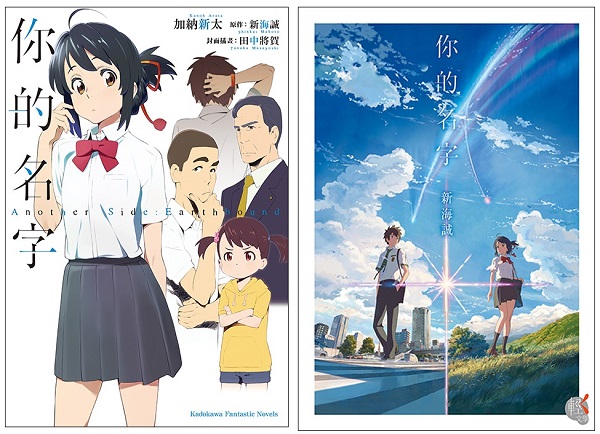 Kanoh Arata
加納新太
原作：新海誠
Shinkai Makoto
封面插畫：田中將賀
Tanaka Masayoshi
你的名字
Another Side:Earthbound
Kadokawa Fantastic Novels
你的名字
新海誠
輕